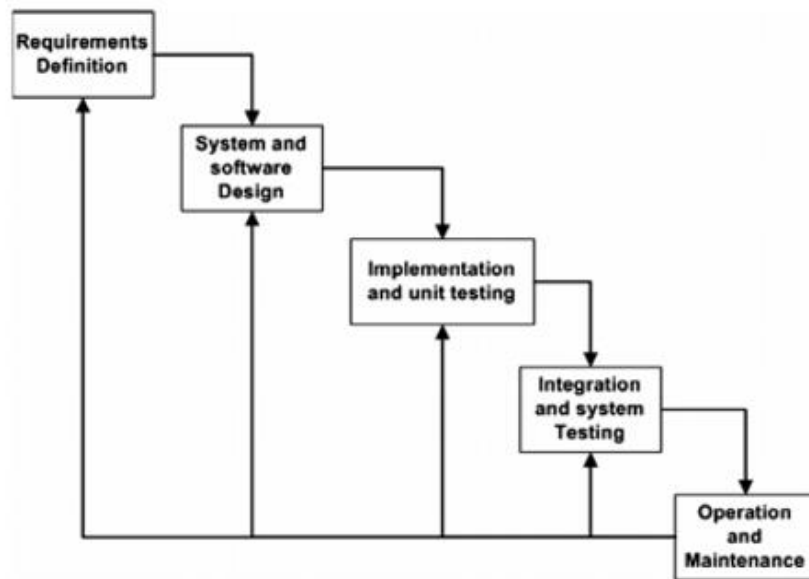 Requirements
Definition
System and
software
Design
Implementation
and unit testing
Integration
and system
Testing
Operation
and
Maintenance